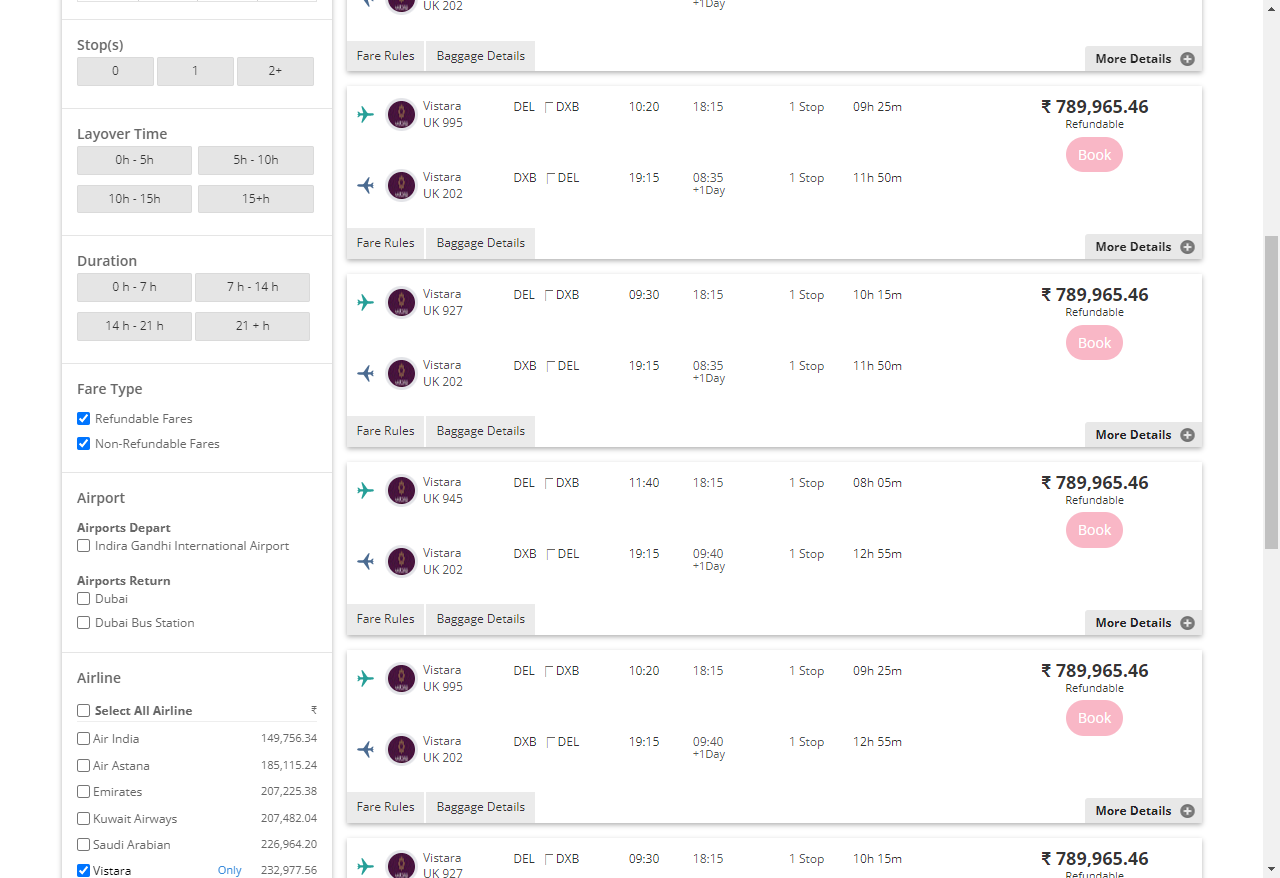 Stop(s)
0 1 2+
Layover Time
0h - 5h 5h - 10h
10h - 15h 15+h
Duration
0 h - 7 h 7 h - 14 h
14 h - 21 h 21 + h
Fare Type
Refundable Fares
Non-Refundable Fares
Airport
Airports Depart
Indira Gandhi International Airport
Airports Return
Dubai
Dubai Bus Station
Airline
Select All Airline ₹
Air India 149,756.34
Air Astana 185,115.24
Emirates 207,225.38
Kuwait Airways 207,482.04
Saudi Arabian 226,964.20
Vistara Only 232,977.56
UK 202 +1Day
Fare Rules Baggage Details More Details
Vistara DEL DXB 10:20 18:15 1 Stop 09h 25m ₹ 789,965.46
UK 995 Refundable
Book
Vistara DXB DEL 19:15 08:35 1 Stop 11h 50m
UK 202 +1Day
Fare Rules Baggage Details More Details
Vistara DEL DXB 09:30 18:15 1 Stop 10h 15m ₹ 789,965.46
UK 927 Refundable
Book
Vistara DXB DEL 19:15 08:35 1 Stop 11h 50m
UK 202 +1Day
Fare Rules Baggage Details More Details
Vistara DEL DXB 11:40 18:15 1 Stop 08h 05m ₹ 789,965.46
UK 945 Refundable
Book
Vistara DXB DEL 19:15 09:40 1 Stop 12h 55m
UK 202 +1Day
Fare Rules Baggage Details More Details
Vistara DEL DXB 10:20 18:15 1 Stop 09h 25m ₹ 789,965.46
UK 995 Refundable
Book
Vistara DXB DEL 19:15 09:40 1 Stop 12h 55m
UK 202 +1Day
Fare Rules Baggage Details More Details
Vistara DEL DXB 09:30 18:15 1 Stop 10h 15m ₹ 789,965.46
UK 927 Refundable